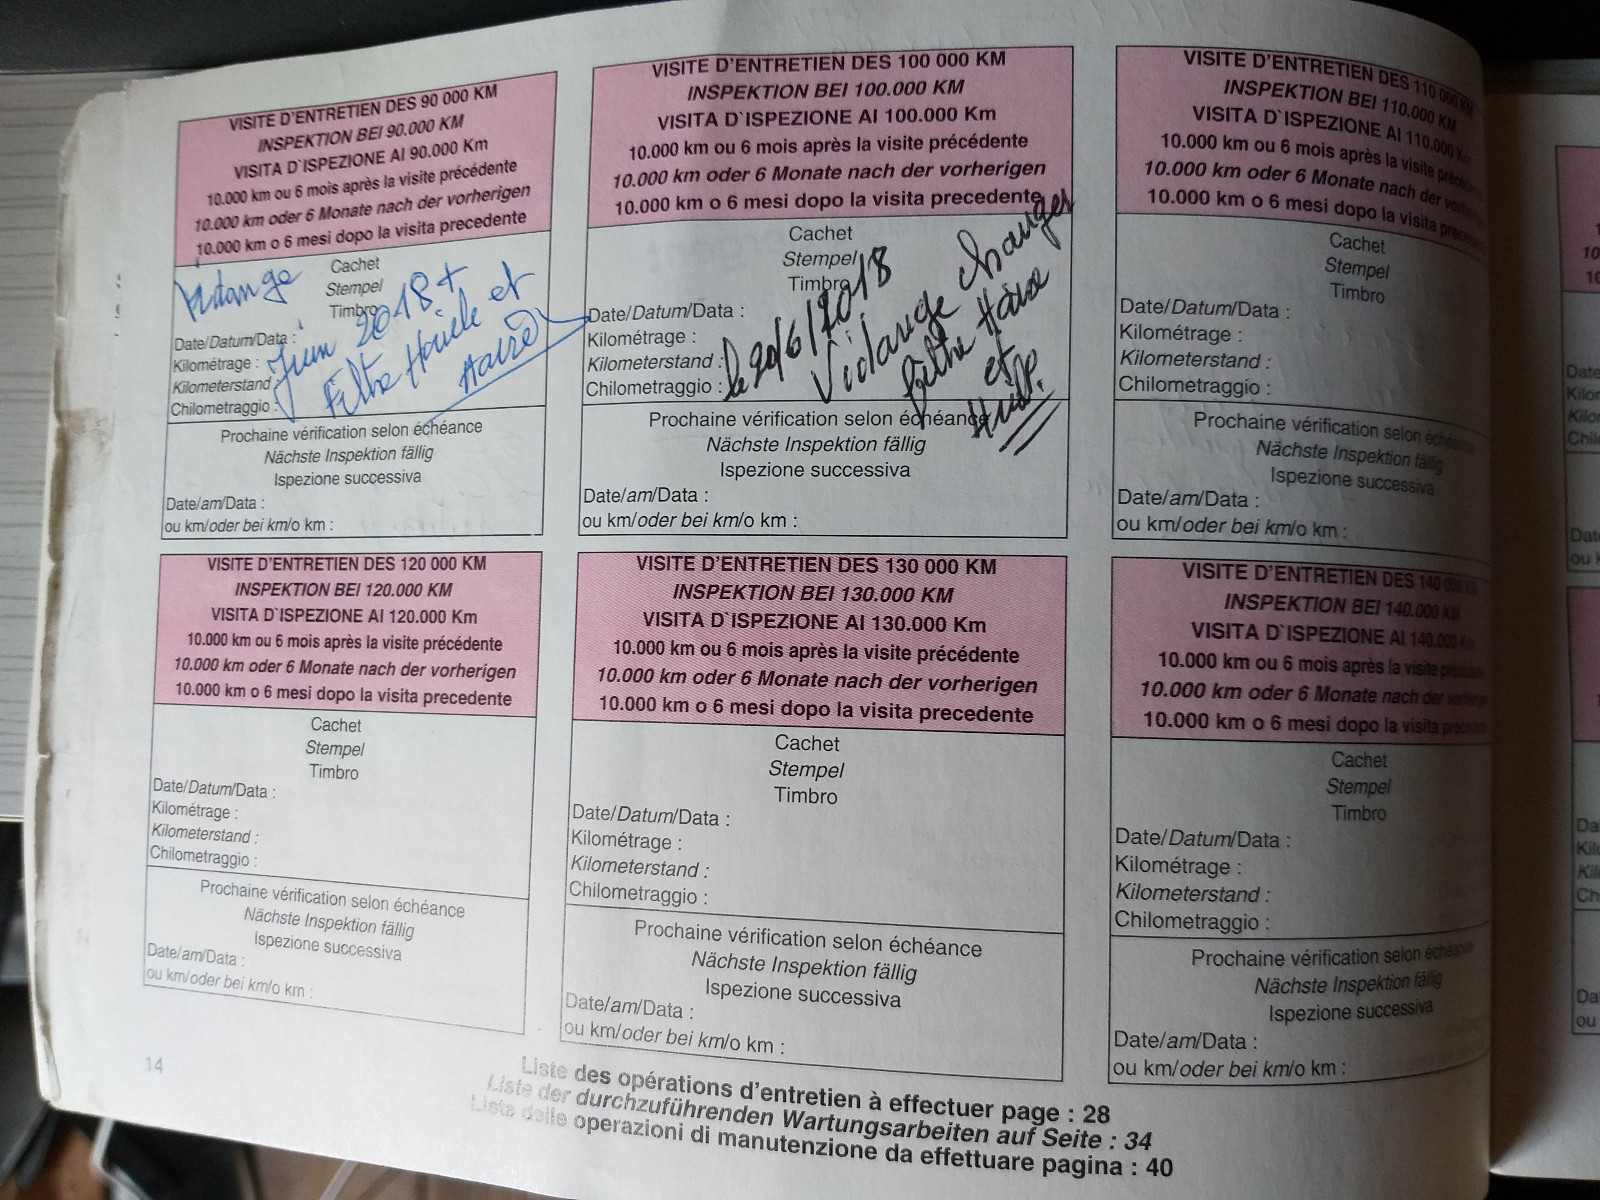 VISITE D'ENTRETIEN DES 90 000 KM
INSPEKTION BEI 90.000 KM
VISITA D`ISPEZIONE AI 90.000 Km
10.000 km ou 6 mois après la visite précédente
10.000 km oder 6 Monate nach der vorherigen
10.000 km o 6 mesi dopo la visita precedente
Cachet
Stempel
Timbro
Date/Datum/Data :
Kilométrage :
Kilometerstand :
Chilometraggio :
Juin 2018 +
Filtre et
Prochaine vérification selon échéance
Nächste Inspektion fällig
Ispezione successiva
Date/am/Data :
ou km/oder bei km/o km :
VISITE D'ENTRETIEN DES 100 000 KM
INSPEKTION BEI 100.000 KM
VISITA D`ISPEZIONE AI 100.000 Km
10.000 km ou 6 mois après la visite précédente
10.000 km oder 6 Monate nach der vorherigen
10.000 km o 6 mesi dopo la visita precedente
Cachet
Stempel
Timbro
Date/Datum/Data :
Kilométrage :
Kilometerstand :
Chilometraggio :
le 20/6/2018
changer
Filtre
et
Prochaine vérification selon échéance
Nächste Inspektion fällig
Ispezione successiva
Date/am/Data :
ou km/oder bei km/o km :
VISITE D'ENTRETIEN DES 110 000 KM
INSPEKTION BEI 110.000 KM
VISITA D`ISPEZIONE AI 110.000 Km
10.000 km ou 6 mois après la visite précédente
10.000 km oder 6 Monate nach der vorherigen
10.000 km o 6 mesi dopo la visita precedente
Cachet
Stempel
Timbro
Date/Datum/Data :
Kilométrage :
Kilometerstand :
Chilometraggio :
Prochaine vérification selon échéance
Nächste Inspektion fällig
Ispezione successiva
Date/am/Data :
ou km/oder bei km/o km :
VISITE D'ENTRETIEN DES 120 000 KM
INSPEKTION BEI 120.000 KM
VISITA D`ISPEZIONE AI 120.000 Km
10.000 km ou 6 mois après la visite précédente
10.000 km oder 6 Monate nach der vorherigen
10.000 km o 6 mesi dopo la visita precedente
Cachet
Stempel
Timbro
Date/Datum/Data :
Kilométrage :
Kilometerstand :
Chilometraggio :
Prochaine vérification selon échéance
Nächste Inspektion fällig
Ispezione successiva
Date/am/Data :
ou km/oder bei km/o km :
VISITE D'ENTRETIEN DES 130 000 KM
INSPEKTION BEI 130.000 KM
VISITA D`ISPEZIONE AI 130.000 Km
10.000 km ou 6 mois après la visite précédente
10.000 km oder 6 Monate nach der vorherigen
10.000 km o 6 mesi dopo la visita precedente
Cachet
Stempel
Timbro
Date/Datum/Data :
Kilométrage :
Kilometerstand :
Chilometraggio :
Prochaine vérification selon échéance
Nächste Inspektion fällig
Ispezione successiva
Date/am/Data :
ou km/oder bei km/o km :
VISITE D'ENTRETIEN DES 140 000 KM
INSPEKTION BEI 140.000 KM
VISITA D`ISPEZIONE AI 140.000 Km
10.000 km ou 6 mois après la visite précédente
10.000 km oder 6 Monate nach der vorherigen
10.000 km o 6 mesi dopo la visita precedente
Cachet
Stempel
Timbro
Date/Datum/Data :
Kilométrage :
Kilometerstand :
Chilometraggio :
Prochaine vérification selon échéance
Nächste Inspektion fällig
Ispezione successiva
Date/am/Data :
ou km/oder bei km/o km :
14
Liste des opérations d'entretien à effectuer page : 28
Liste der durchzuführenden Wartungsarbeiten auf Seite : 34
Liste delle operazioni di manutenzione da effettuare pagina : 40